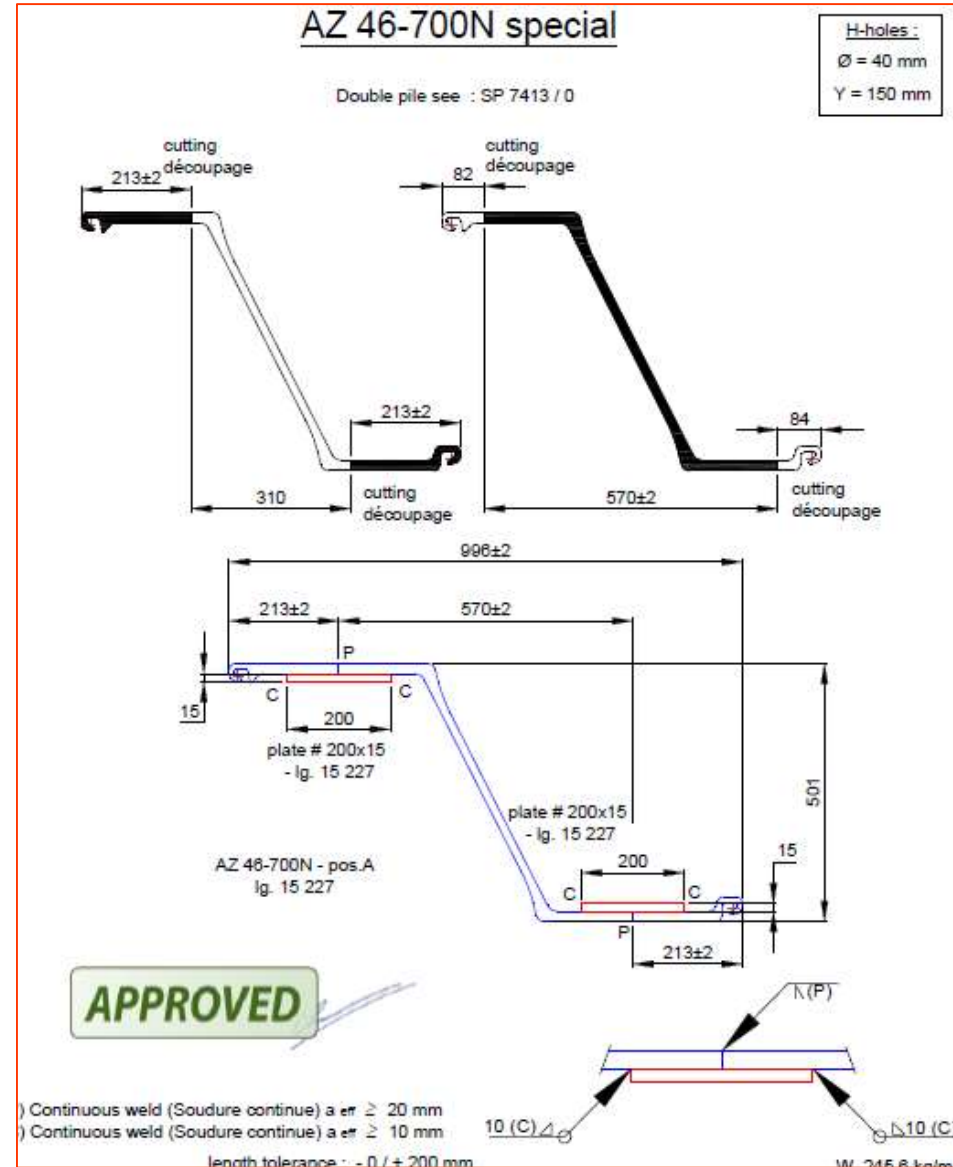 AZ 46-700N special
H-holes :
Ø = 40 mm
Y = 150 mm
Double pile see : SP 7413 / 0
cutting
découpage
213±2
cutting
découpage
82
213±2
310
cutting
découpage
84
570±2
cutting
découpage
996±2
213±2
570±2
P
C
C
15
200
plate # 200x15
- lg. 15 227
501
plate # 200x15
- lg. 15 227
AZ 46-700N - pos.A
lg. 15 227
200
15
C
C
P
213±2
APPROVED
(P)
) Continuous weld (Soudure continue) a eff ≥ 20 mm
) Continuous weld (Soudure continue) a eff ≥ 10 mm
10 (C)
10 (C)
length tolerance : - 0 / + 200 mm
W 245.6 kg/m